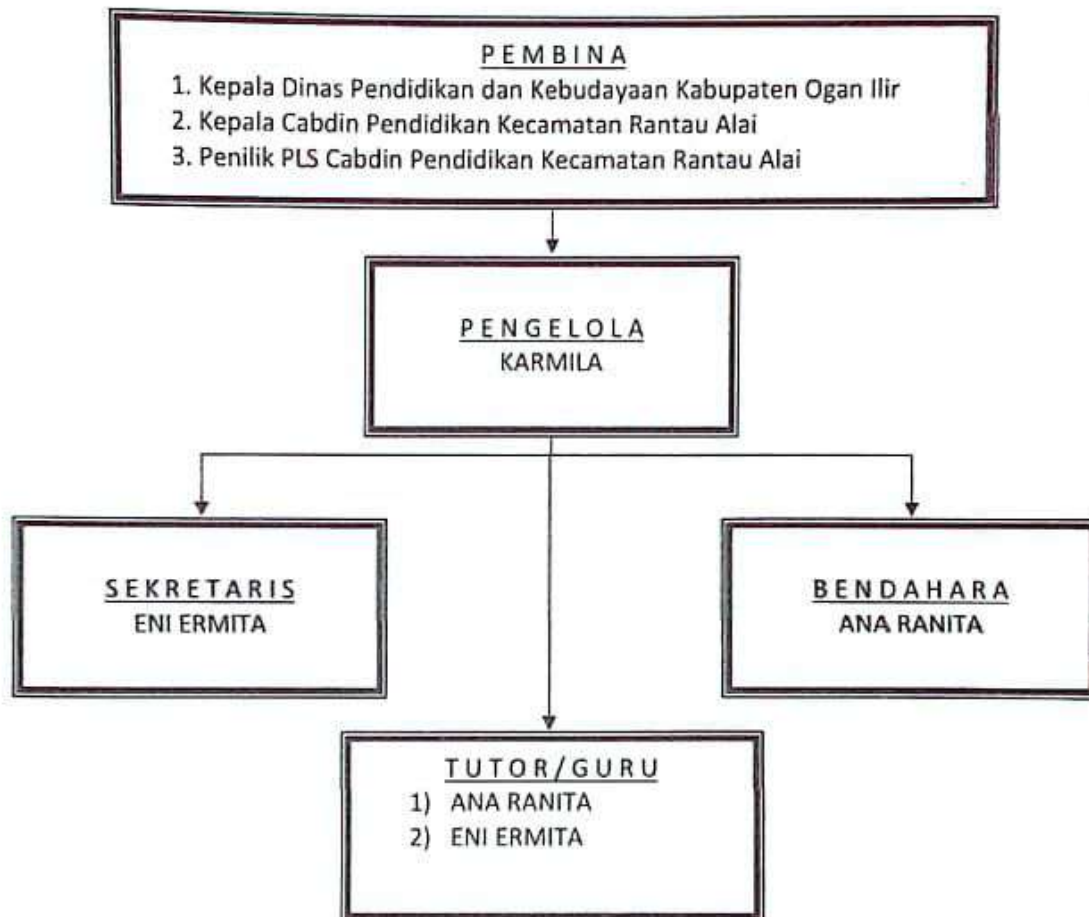 PEMBINA
1. Kepala Dinas Pendidikan dan Kebudayaan Kabupaten Ogan Ilir
2. Kepala Cabdin Pendidikan Kecamatan Rantau Alai
3. Penilik PLS Cabdin Pendidikan Kecamatan Rantau Alai
PENGELOLA
KARMILA
SEKRETARIS
ENI ERMITA
BENDAHARA
ANA RANITA
TUTOR/GURU
1) ANA RANITA
2) ENI ERMITA